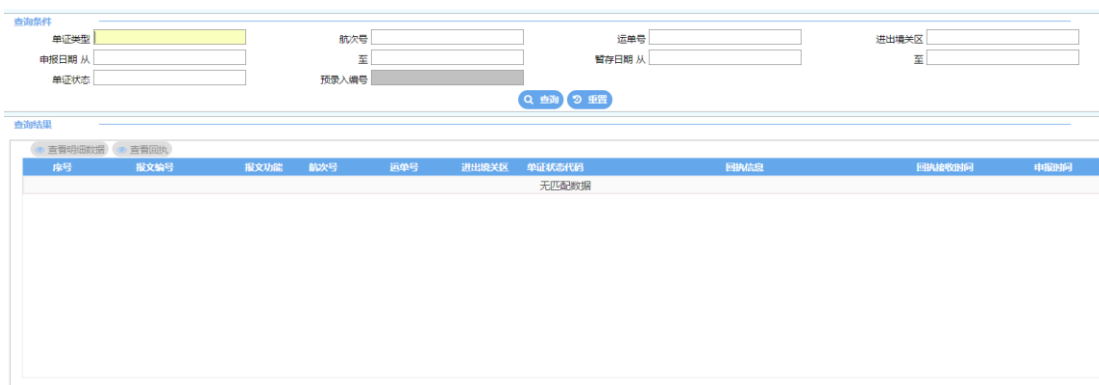 查询条件
单证类型 航次号 运单号 进出境关区
申报日期 从 至 暂存日期 从 至
单证状态 预录入编号
查询 重置
查询结果
查看明细数据 查看回执
序号 报文编号 报文功能 航次号 运单号 进出境关区 单证状态代码 回执信息 回执接收时间 申报时间
无匹配数据